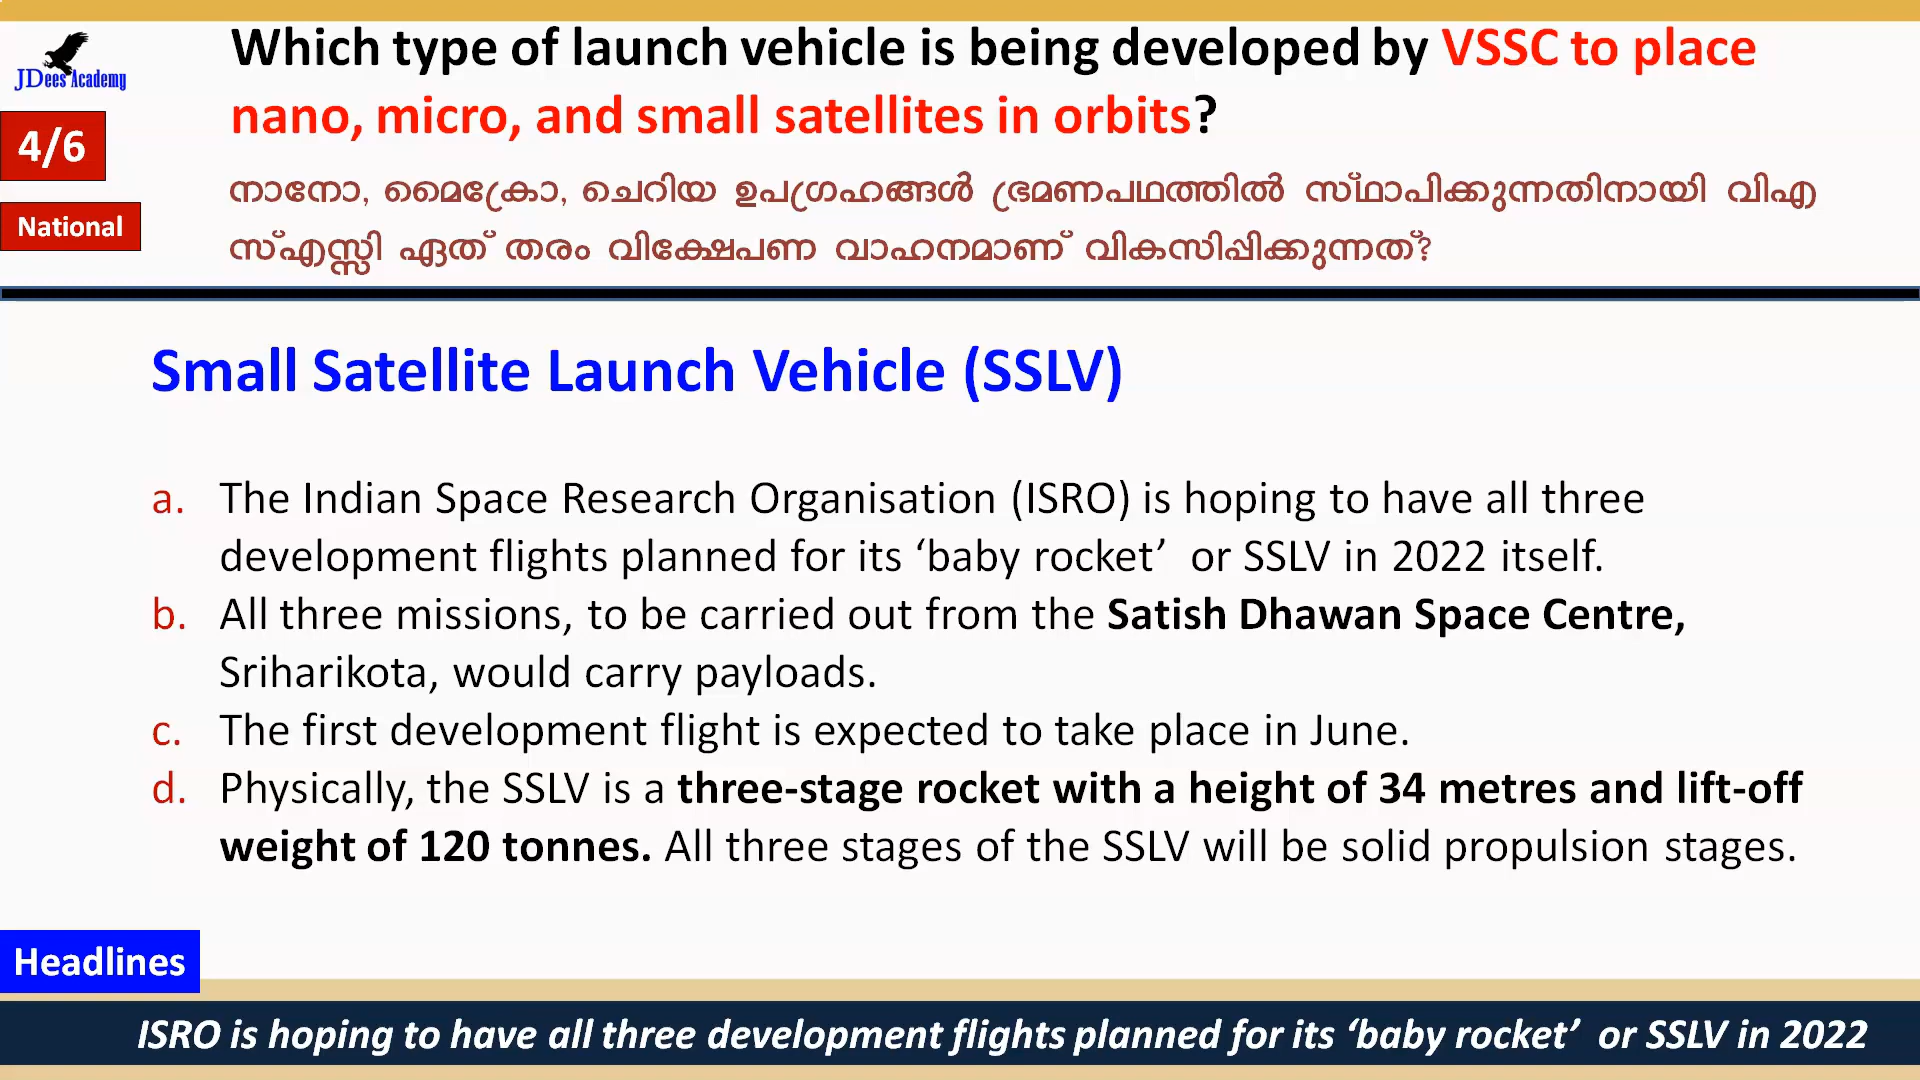 Which type of launch vehicle is being developed by VSSC to place
nano, micro, and small satellites in orbits?
JDees Academy
4/6
National
നാനോ, മൈക്രോ, ചെറിയ ഉപഗ്രഹങ്ങൾ ഭ്രമണപഥത്തിൽ സ്ഥാപിക്കുന്നതിനായി വിഎ
സ്എസ്സി ഏത് തരം വിക്ഷേപണ വാഹനമാണ് വികസിപ്പിക്കുന്നത്?
Small Satellite Launch Vehicle (SSLV)
a. The Indian Space Research Organisation (ISRO) is hoping to have all three
development flights planned for its ‘baby rocket’ or SSLV in 2022 itself.
b. All three missions, to be carried out from the Satish Dhawan Space Centre,
Sriharikota, would carry payloads.
c. The first development flight is expected to take place in June.
d. Physically, the SSLV is a three-stage rocket with a height of 34 metres and lift-off
weight of 120 tonnes. All three stages of the SSLV will be solid propulsion stages.
Headlines
ISRO is hoping to have all three development flights planned for its ‘baby rocket’ or SSLV in 2022